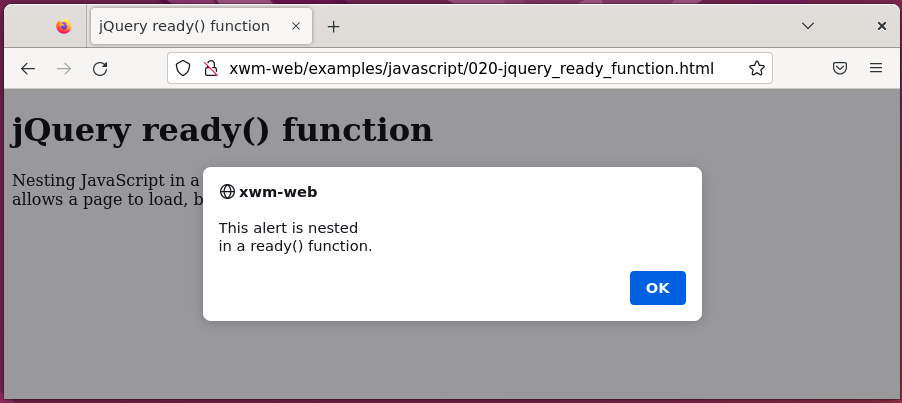 jQuery ready() function
xwm-web/examples/javascript/020-jquery_ready_function.html
jQuery ready() function
Nesting JavaScript in a
allows a page to load, b
xwm-web
This alert is nested
in a ready() function.
OK